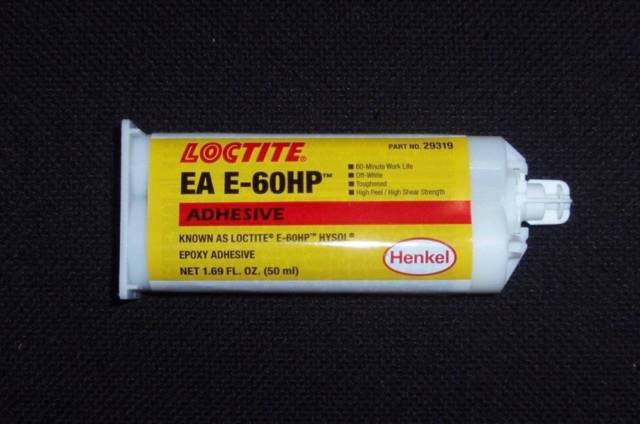 LOCTITE®
PART NO. 29319
EA E-60HP™
■ 60-Minute Work Life
■ Off-White
■ Toughened
■ High Peel / High Shear Strength
ADHESIVE
KNOWN AS LOCTITE® E-60HP™ HYSOL®
EPOXY ADHESIVE
NET 1.69 FL. OZ. (50 ml)
Henkel